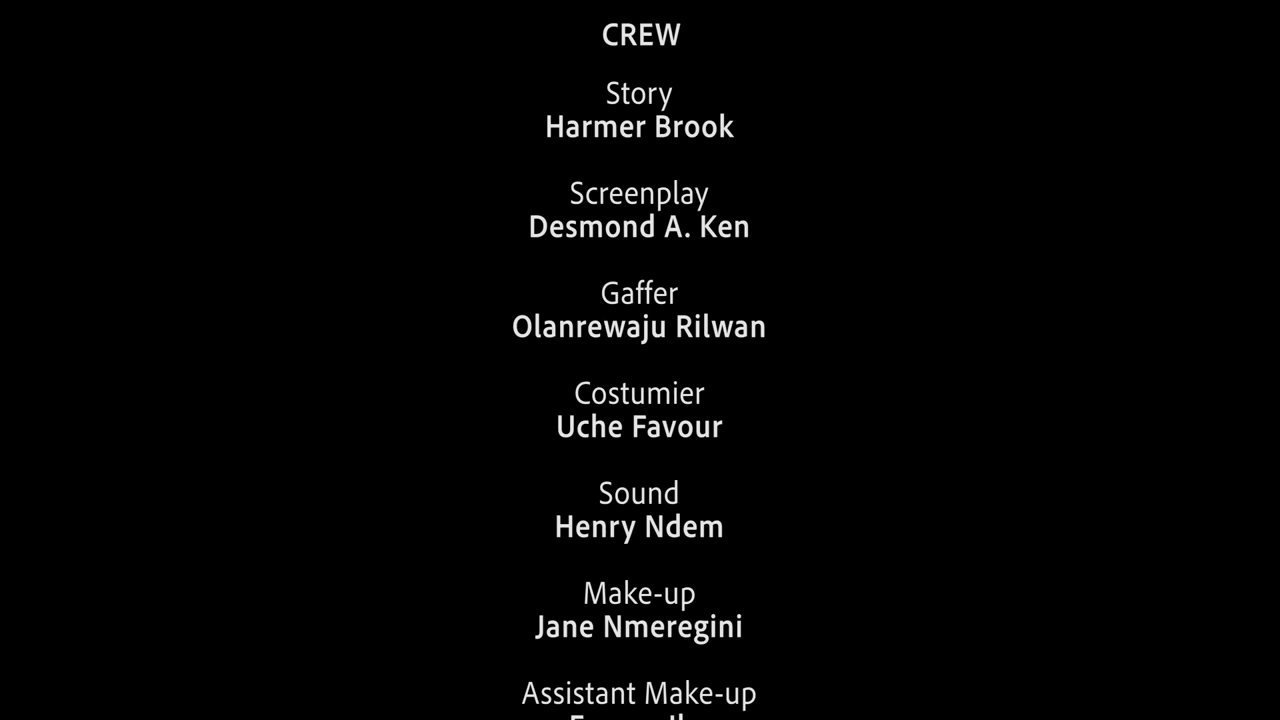 CREW
Story
Harmer Brook
Screenplay
Desmond A. Ken
Gaffer
Olanrewaju Rilwan
Costumier
Uche Favour
Sound
Henry Ndem
Make-up
Jane Nmeregini
Assistant Make-up